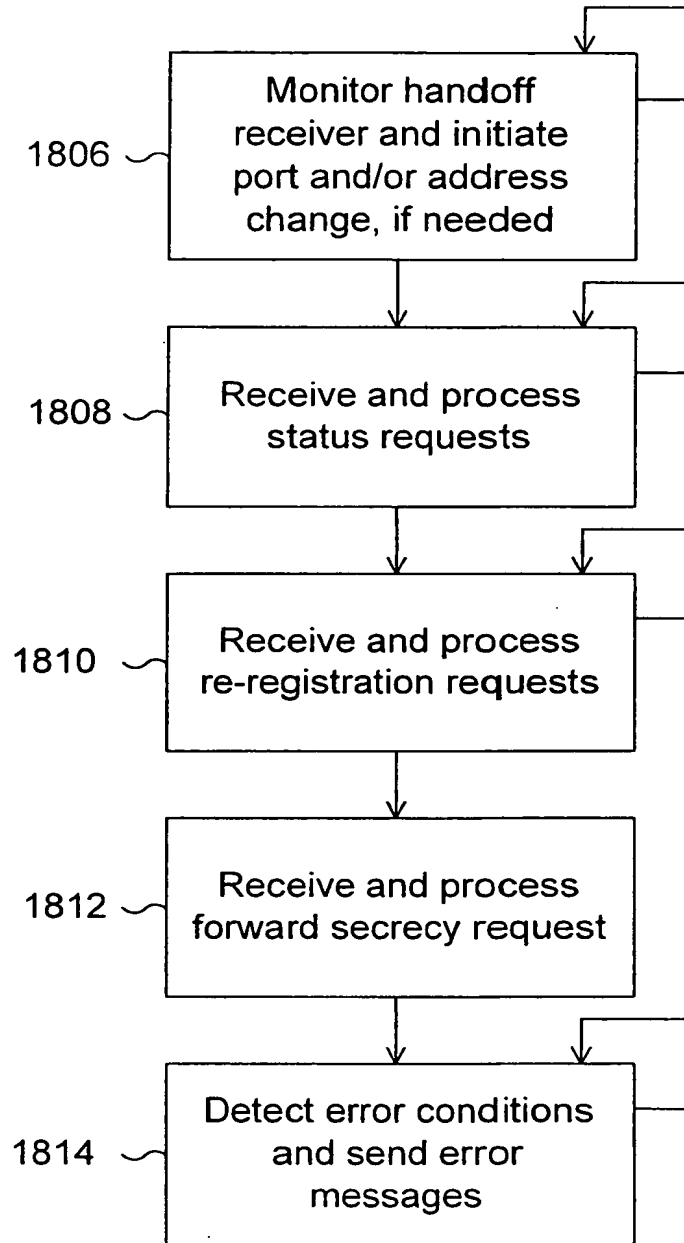 Monitor handoff
receiver and initiate
port and/or address
change, if needed
1806
Receive and process
status requests
1808
Receive and process
re-registration requests
1810
Receive and process
forward secrecy request
1812
Detect error conditions
and send error
messages
1814